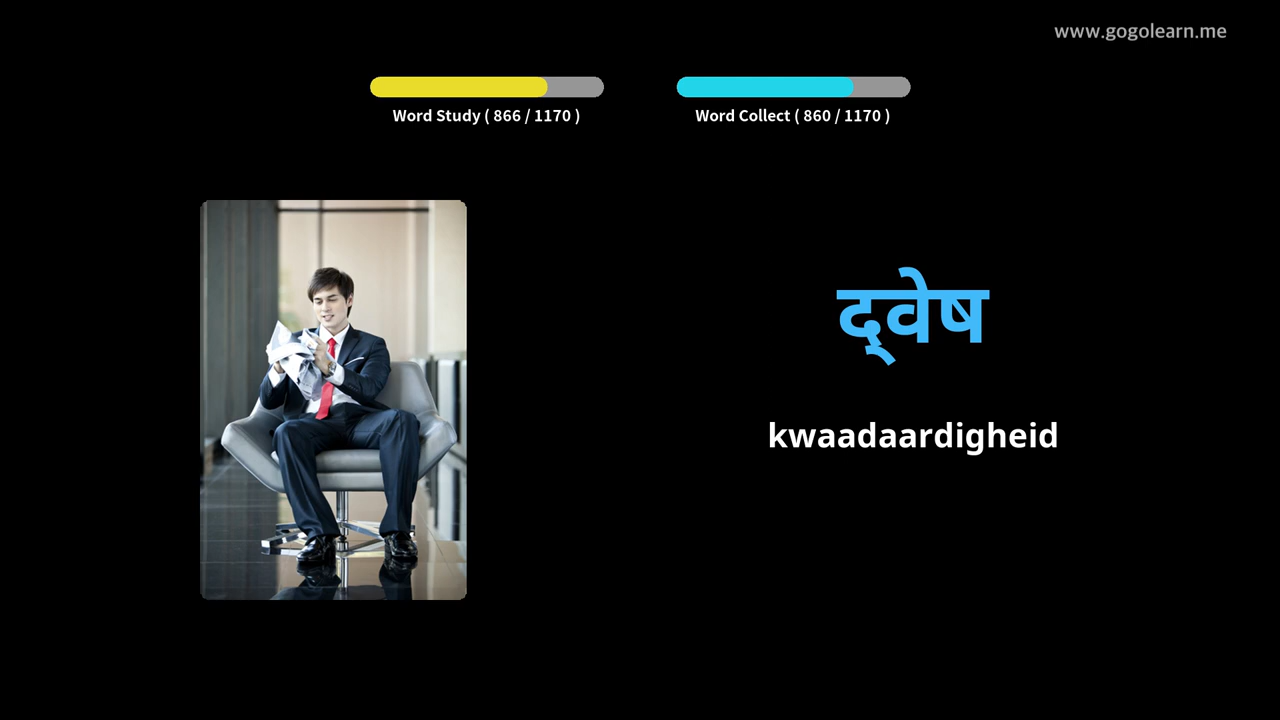 www.gogolearn.me
Word Study ( 866 / 1170 )
Word Collect ( 860 / 1170 )
द्वेष
kwaadaardigheid